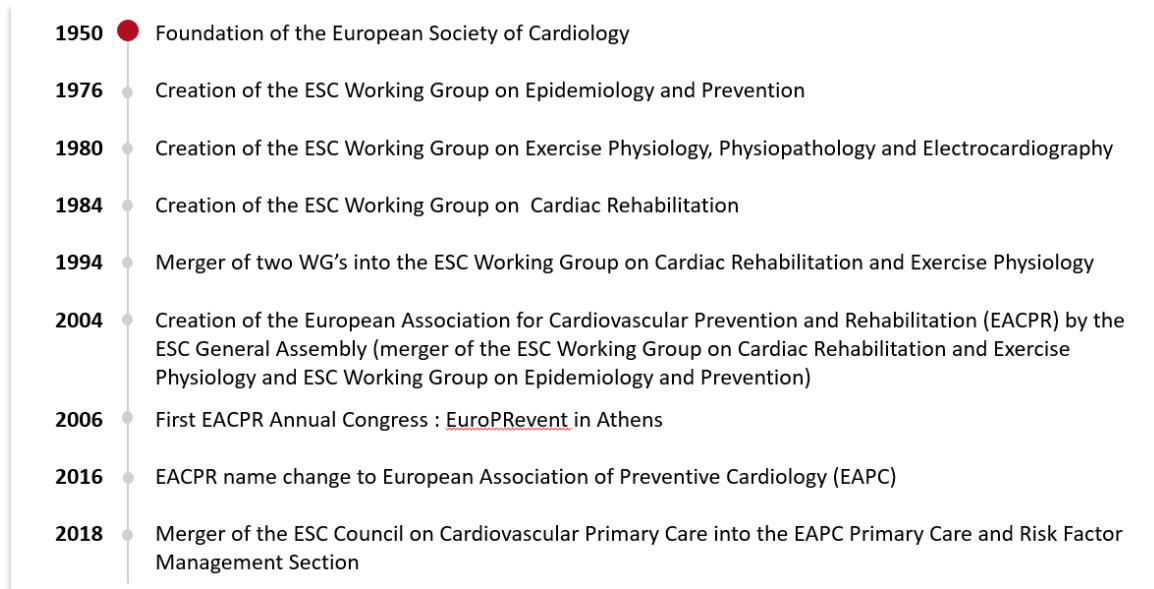 1950 Foundation of the European Society of Cardiology
1976 Creation of the ESC Working Group on Epidemiology and Prevention
1980 Creation of the ESC Working Group on Exercise Physiology, Physiopathology and Electrocardiography
1984 Creation of the ESC Working Group on  Cardiac Rehabilitation
1994 Merger of two WG’s into the ESC Working Group on Cardiac Rehabilitation and Exercise Physiology
2004 Creation of the European Association for Cardiovascular Prevention and Rehabilitation (EACPR) by the
ESC General Assembly (merger of the ESC Working Group on Cardiac Rehabilitation and Exercise
Physiology and ESC Working Group on Epidemiology and Prevention)
2006 First EACPR Annual Congress : EuroPRevent in Athens
2016 EACPR name change to European Association of Preventive Cardiology (EAPC)
2018 Merger of the ESC Council on Cardiovascular Primary Care into the EAPC Primary Care and Risk Factor
Management Section